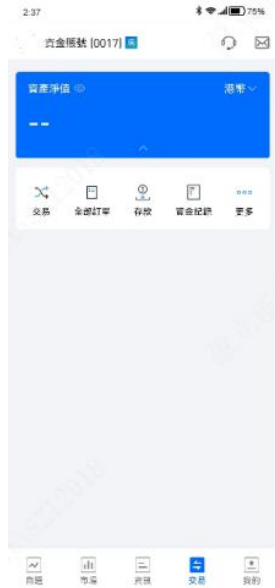 2:37
75%
資金賬號 (0017)
資產淨值
港幣
--
交易
全部訂單
存款
資金紀錄
更多
自選
市場
資訊
交易
我的